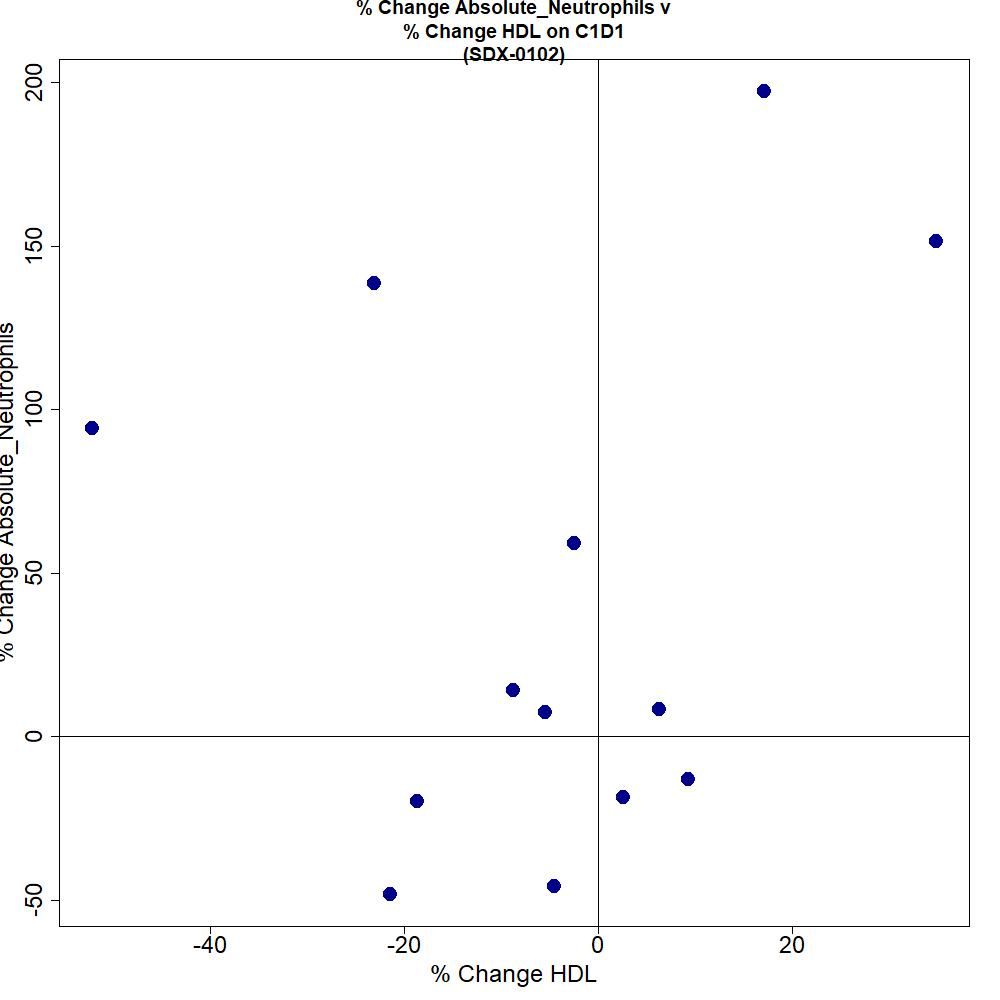 % Change Absolute_Neutrophils v
% Change HDL on C1D1
(SDX-0102)
200
150
100
50
0
-50
% Change Absolute_Neutrophils
-40
-20
0
20
% Change HDL